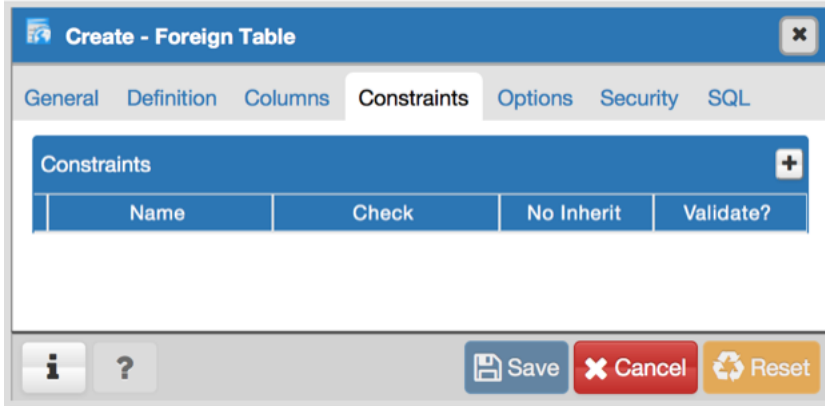 Create - Foreign Table
General Definition Columns Constraints Options Security SQL
Constraints
Name Check No Inherit Validate?
i ? Save Cancel Reset